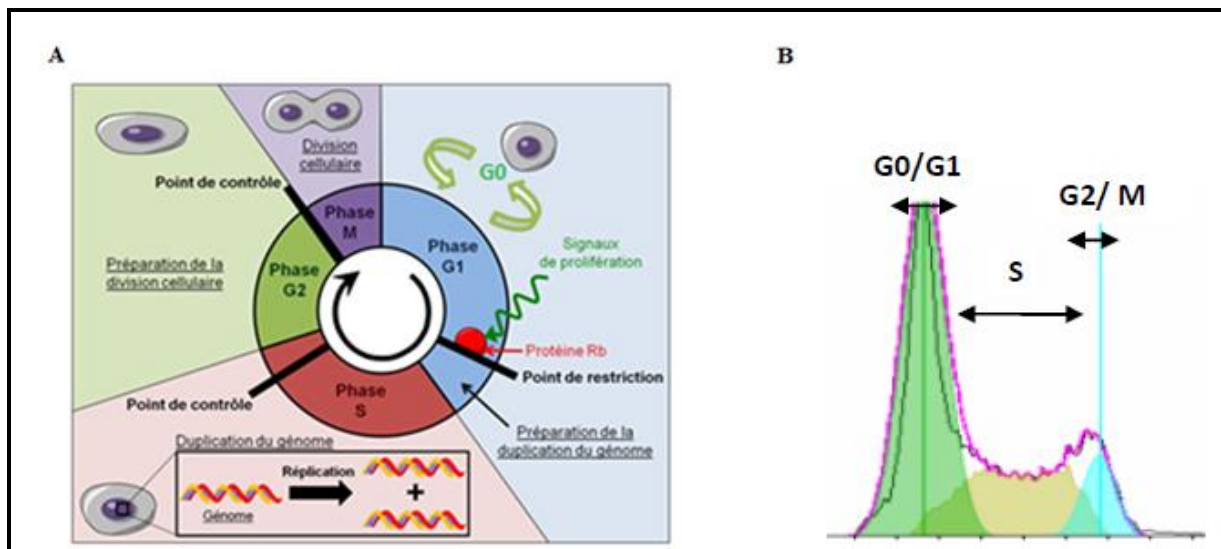 A
B
Division
cellulaire
G0
Point de contrôle
Phase
M
Phase
G1
Signaux
de prolifération
Préparation de la
division cellulaire
Phase
G2
Protéine Rb
Point de restriction
Phase
S
Point de contrôle
Duplication du génome
Préparation de la
duplication du génome
Réplication
+
Génome
G0/G1
G2/ M
S